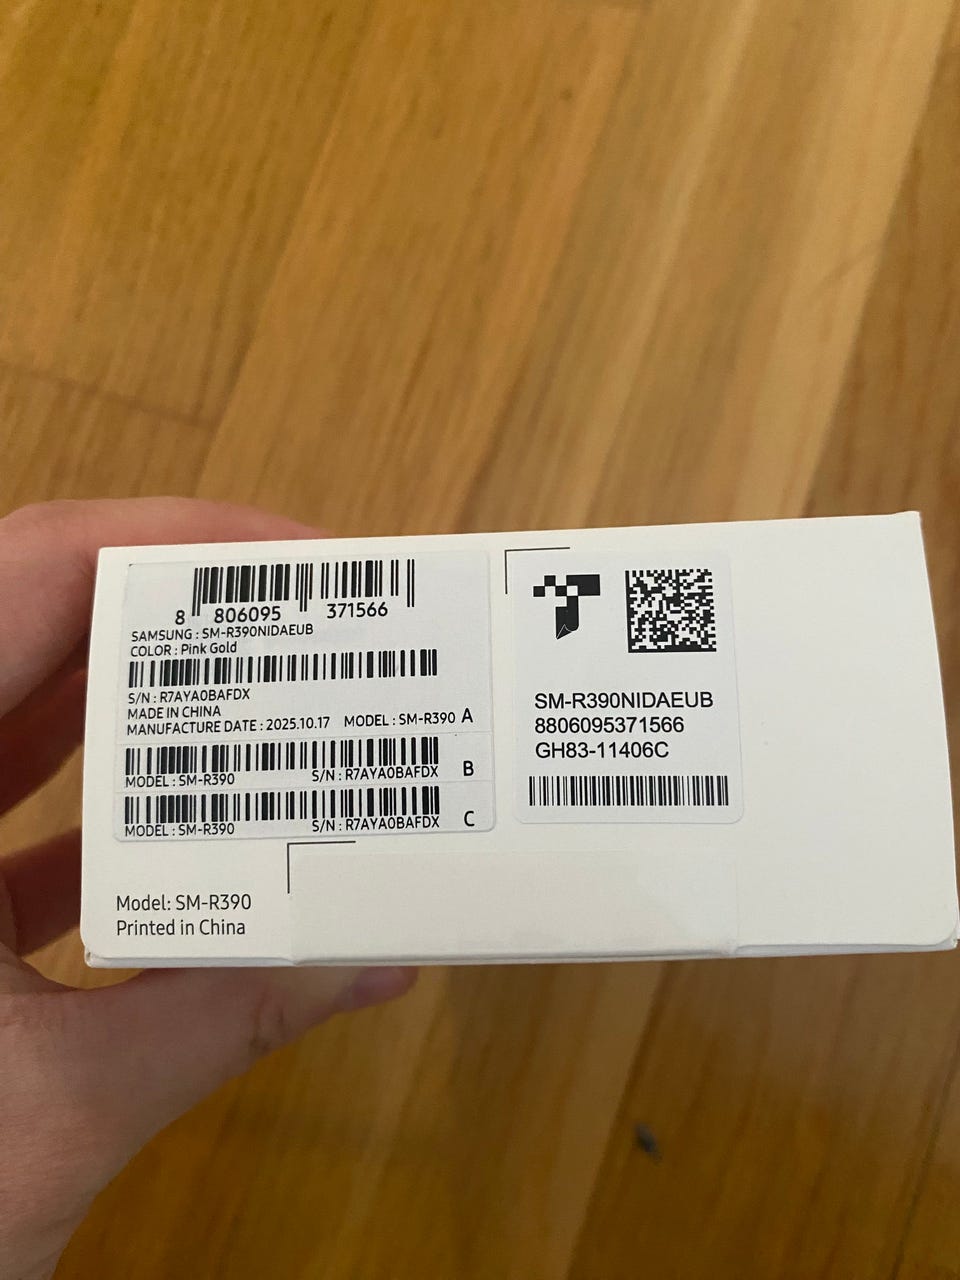 8 806095 371566
SAMSUNG : SM-R390NIDAEUB
COLOR : Pink Gold
S/N : R7AYA0BAFDX
MADE IN CHINA
MANUFACTURE DATE : 2025.10.17 MODEL : SM-R390 A
MODEL : SM-R390 S/N : R7AYA0BAFDX B
MODEL : SM-R390 S/N : R7AYA0BAFDX C
SM-R390NIDAEUB
8806095371566
GH83-11406C
Model: SM-R390
Printed in China